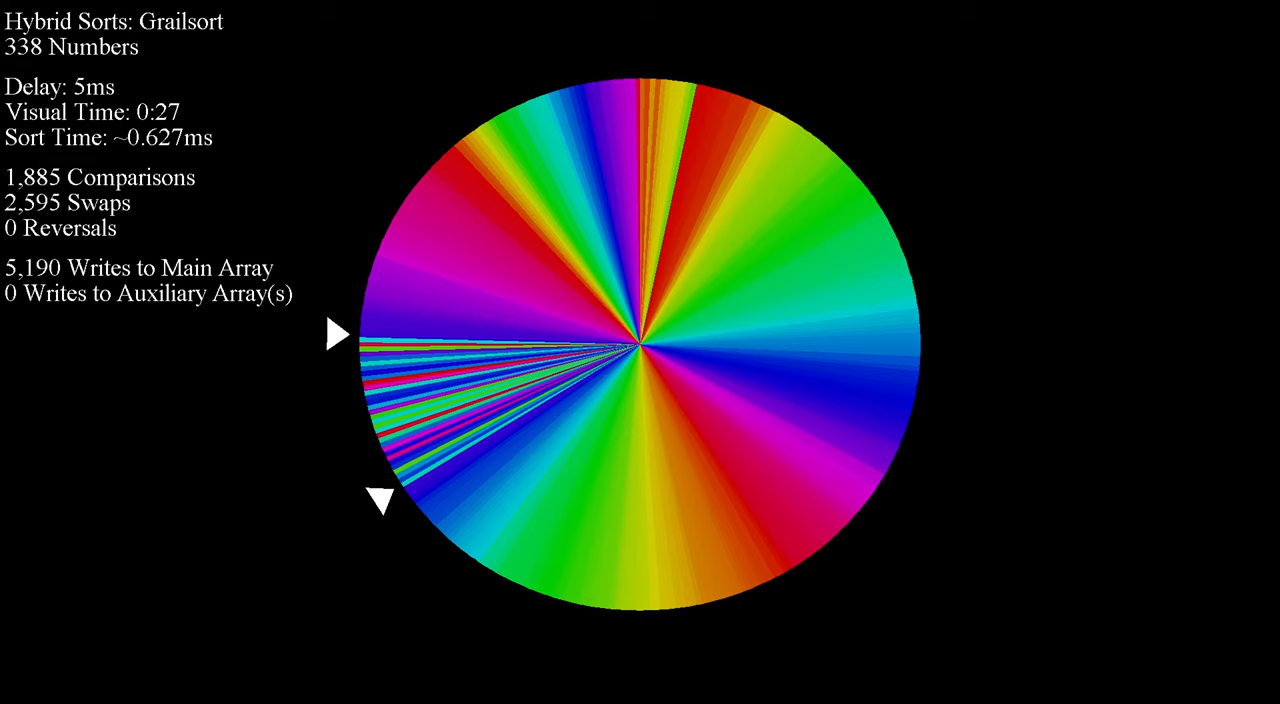 Hybrid Sorts: Grailsort
338 Numbers
Delay: 5ms
Visual Time: 0:27
Sort Time: ~0.627ms
1,885 Comparisons
2,595 Swaps
0 Reversals
5,190 Writes to Main Array
0 Writes to Auxiliary Array(s)